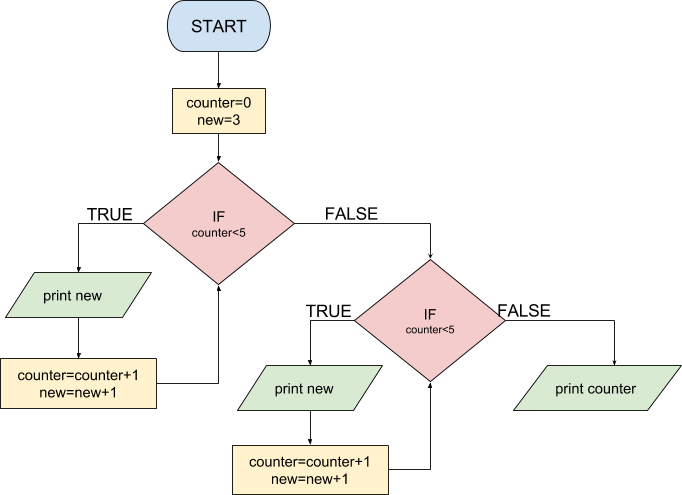 START
counter=0
new=3
IF
counter<5
TRUE
FALSE
print new
counter=counter+1
new=new+1
IF
counter<5
TRUE
FALSE
print new
print counter
counter=counter+1
new=new+1